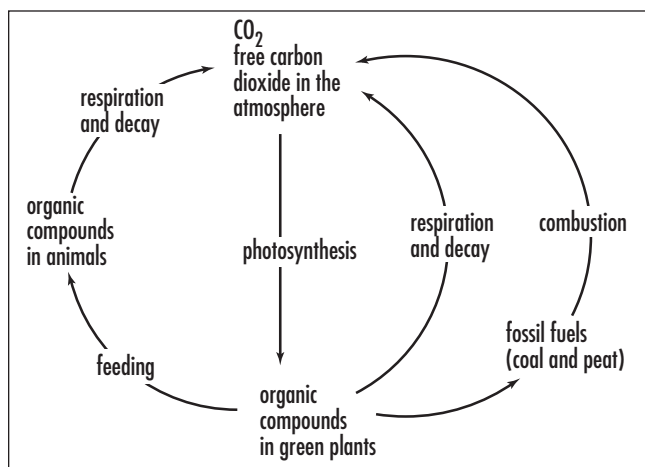 CO₂
free carbon
dioxide in the
atmosphere
respiration
and decay
organic
compounds
in animals
photosynthesis
respiration
and decay
combustion
feeding
fossil fuels
(coal and peat)
organic
compounds
in green plants